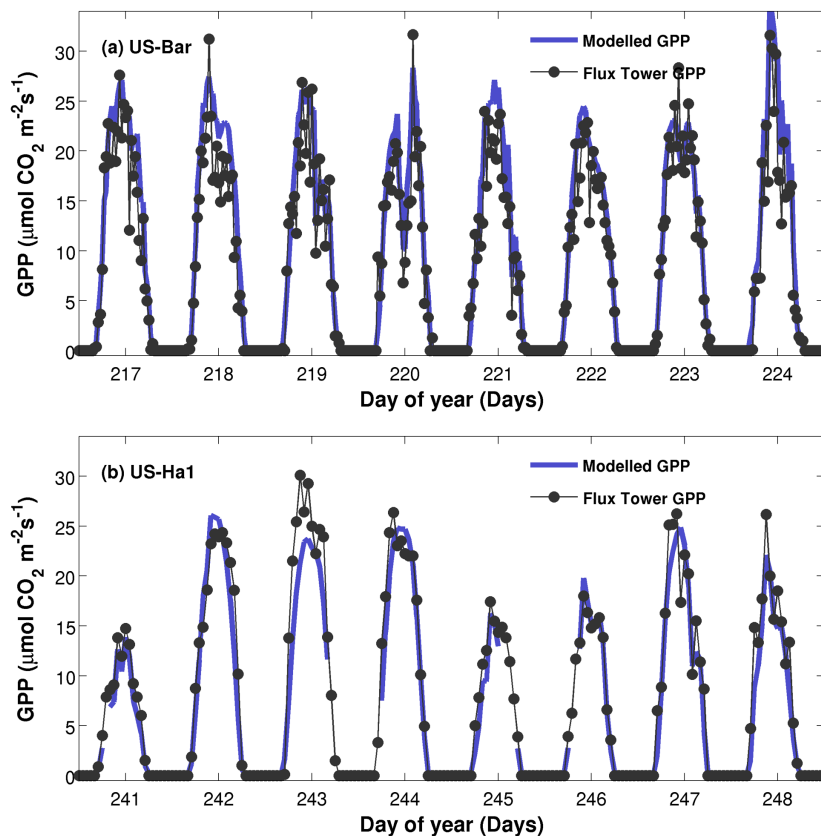 (a) US-Bar
Modelled GPP
Flux Tower GPP
GPP (μmol CO2 m-2s-1)
30
25
20
15
10
5
0
217 218 219 220 221 222 223 224
Day of year (Days)
(b) US-Ha1
Modelled GPP
Flux Tower GPP
GPP (μmol CO2 m-2s-1)
30
25
20
15
10
5
0
241 242 243 244 245 246 247 248
Day of year (Days)